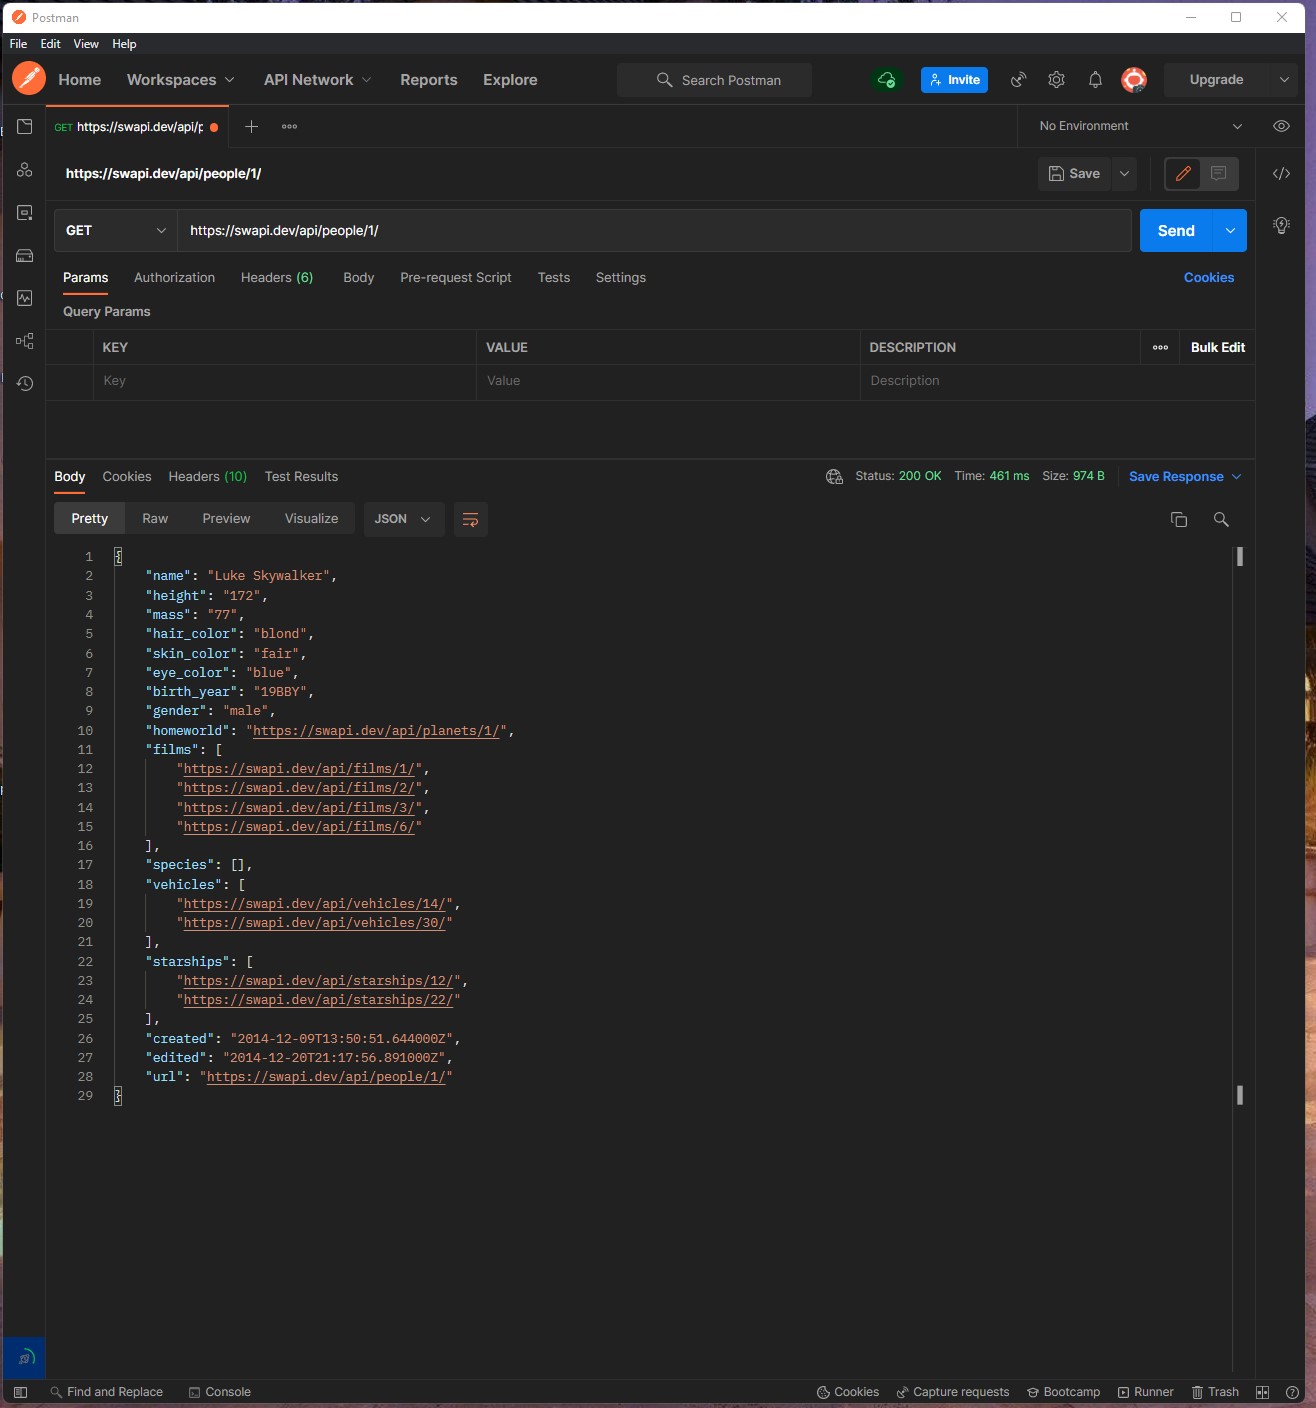 Postman
File Edit View Help
Home Workspaces API Network Reports Explore Search Postman Invite Upgrade
GET https://swapi.dev/api/p No Environment
https://swapi.dev/api/people/1/ Save
GET https://swapi.dev/api/people/1/ Send
Params Authorization Headers (6) Body Pre-request Script Tests Settings Cookies
Query Params
KEY VALUE DESCRIPTION Bulk Edit
Key Value Description
Body Cookies Headers (10) Test Results Status: 200 OK Time: 461 ms Size: 974 B Save Response
Pretty Raw Preview Visualize JSON
1 {
2 "name": "Luke Skywalker",
3 "height": "172",
4 "mass": "77",
5 "hair_color": "blond",
6 "skin_color": "fair",
7 "eye_color": "blue",
8 "birth_year": "19BBY",
9 "gender": "male",
10 "homeworld": "https://swapi.dev/api/planets/1/",
11 "films": [
12 "https://swapi.dev/api/films/1/",
13 "https://swapi.dev/api/films/2/",
14 "https://swapi.dev/api/films/3/",
15 "https://swapi.dev/api/films/6/"
16 ],
17 "species": [],
18 "vehicles": [
19 "https://swapi.dev/api/vehicles/14/",
20 "https://swapi.dev/api/vehicles/30/"
21 ],
22 "starships": [
23 "https://swapi.dev/api/starships/12/",
24 "https://swapi.dev/api/starships/22/"
25 ],
26 "created": "2014-12-09T13:50:51.644000Z",
27 "edited": "2014-12-20T21:17:56.891000Z",
28 "url": "https://swapi.dev/api/people/1/"
29 }
Find and Replace Console Cookies Capture requests Bootcamp Runner Trash